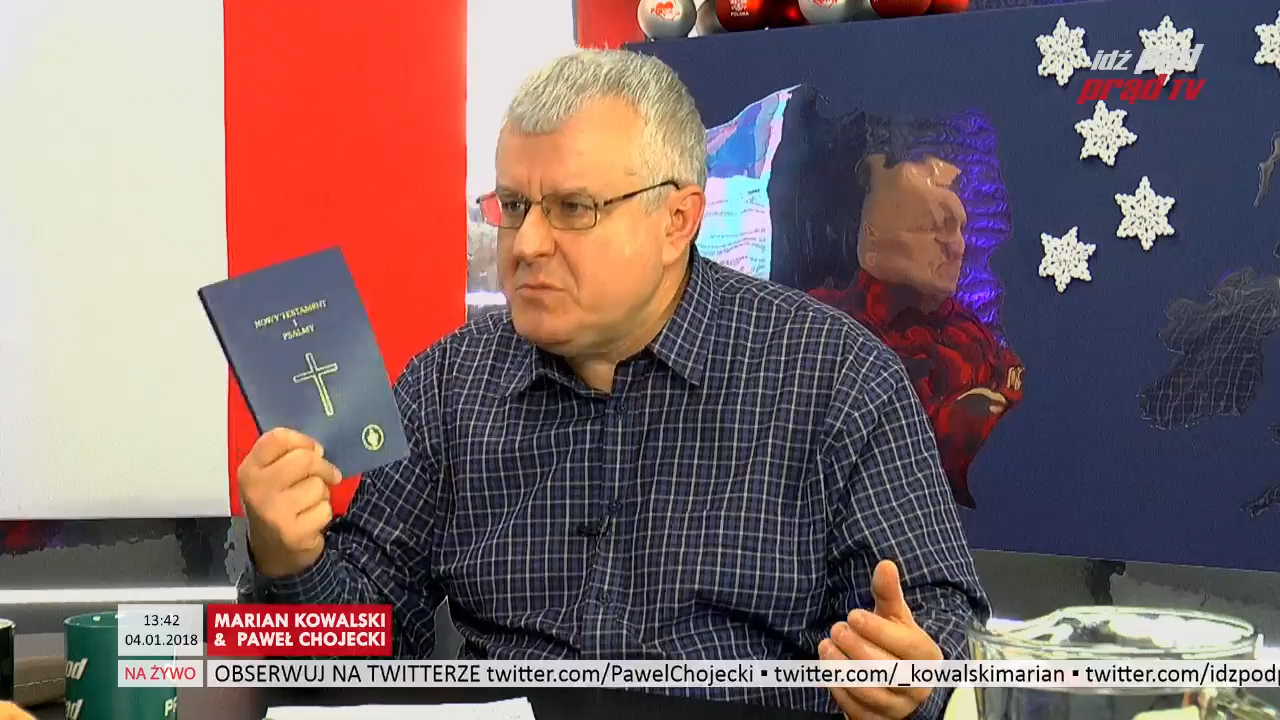 idź pod
prąd TV
NOWY TESTAMENT
I
PSALMY
13:42
04.01.2018
MARIAN KOWALSKI
& PAWEŁ CHOJECKI
NA ŻYWO
OBSERWUJ NA TWITTERZE twitter.com/PawelChojecki ▪ twitter.com/_kowalskimarian ▪ twitter.com/idzpodp
POLSKA